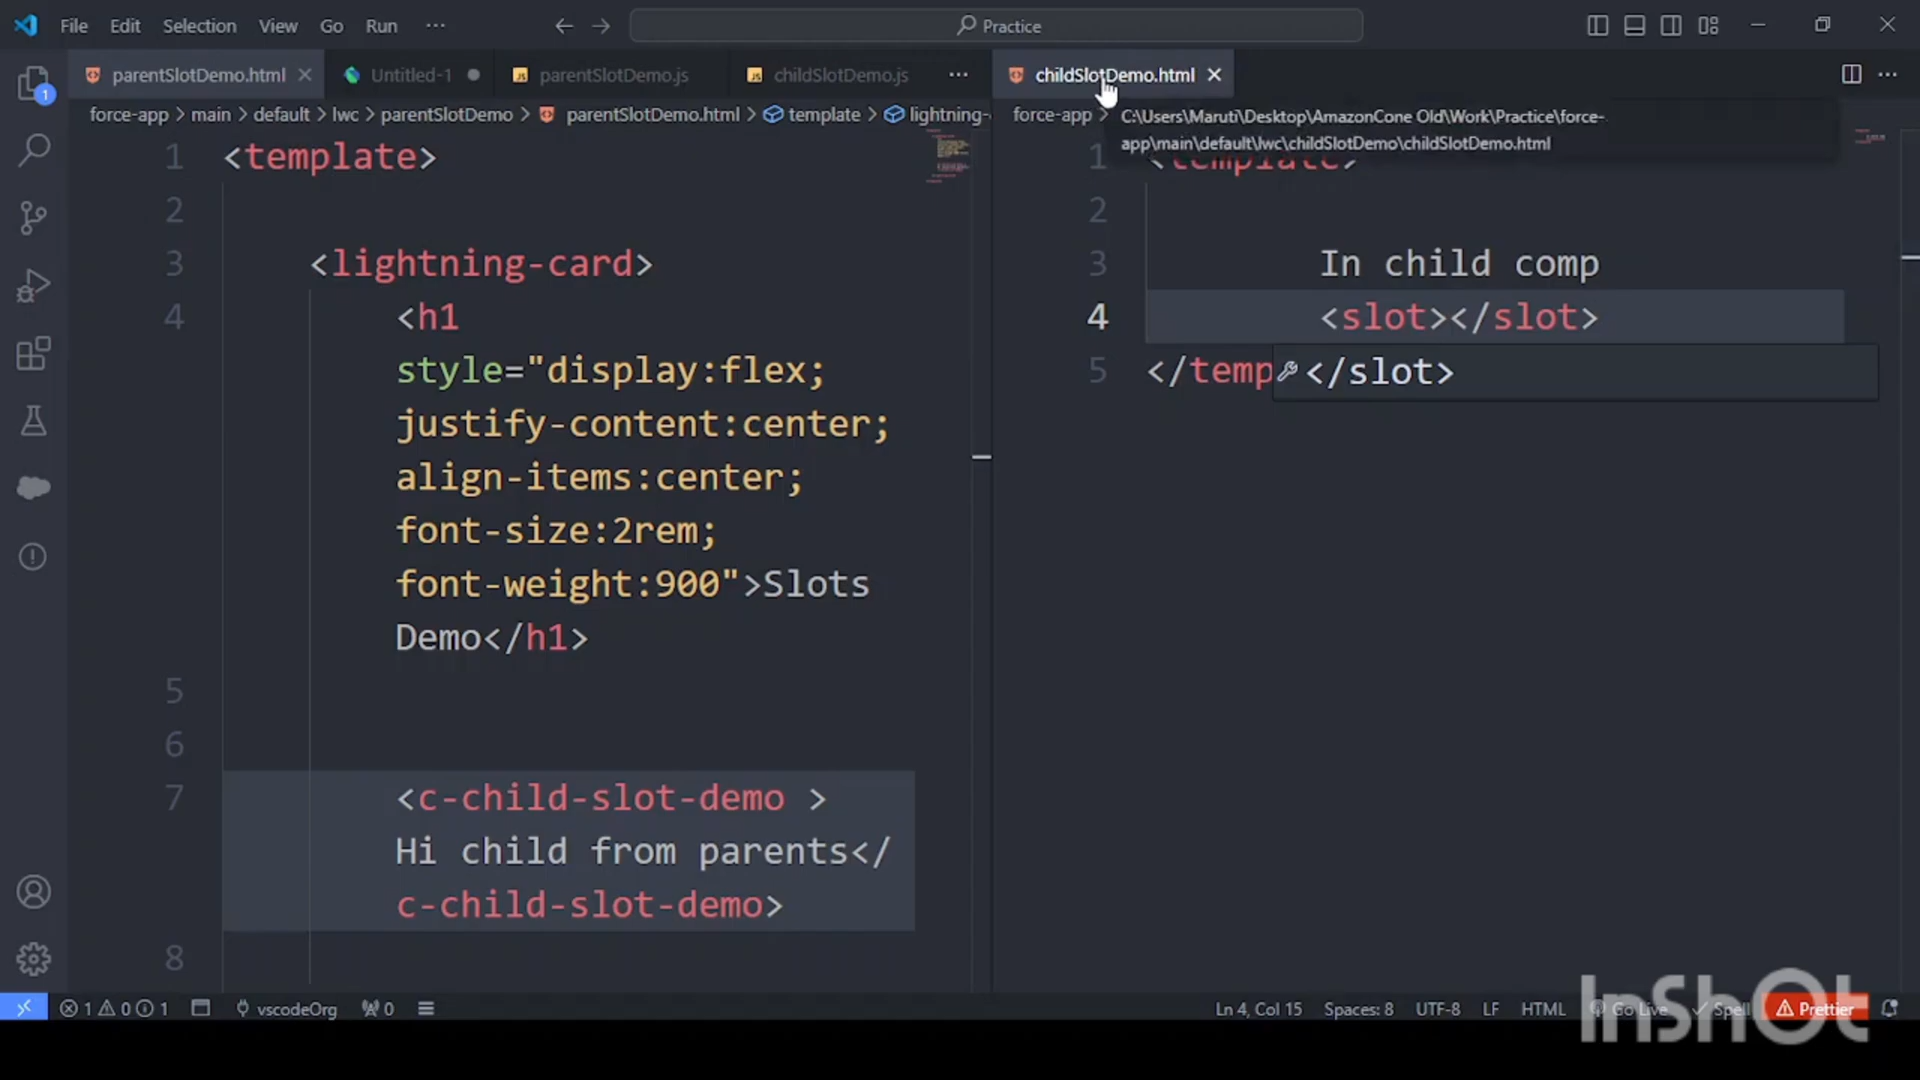 File Edit Selection View Go Run ··· Practice
parentSlotDemo.html Untitled-1 parentSlotDemo.js childSlotDemo.js ··· childSlotDemo.html
force-app > main > default > lwc > parentSlotDemo > parentSlotDemo.html > template > lightning-
force-app >
C:\Users\Maruti\Desktop\AmazonCone Old\Work\Practice\force-
app\main\default\lwc\childSlotDemo\childSlotDemo.html
1 <template>
2
3 <lightning-card>
4 <h1
style="display:flex;
justify-content:center;
align-items:center;
font-size:2rem;
font-weight:900">Slots
Demo</h1>
5
6
7 <c-child-slot-demo >
Hi child from parents</
c-child-slot-demo>
8
1 <template>
2
3 In child comp
4 <slot></slot>
5 </temp
</slot>
1
1 0 1 vscodeOrg 0 Ln 4, Col 15 Spaces: 8 UTF-8 LF HTML Go Live Spell Prettier
InShOt